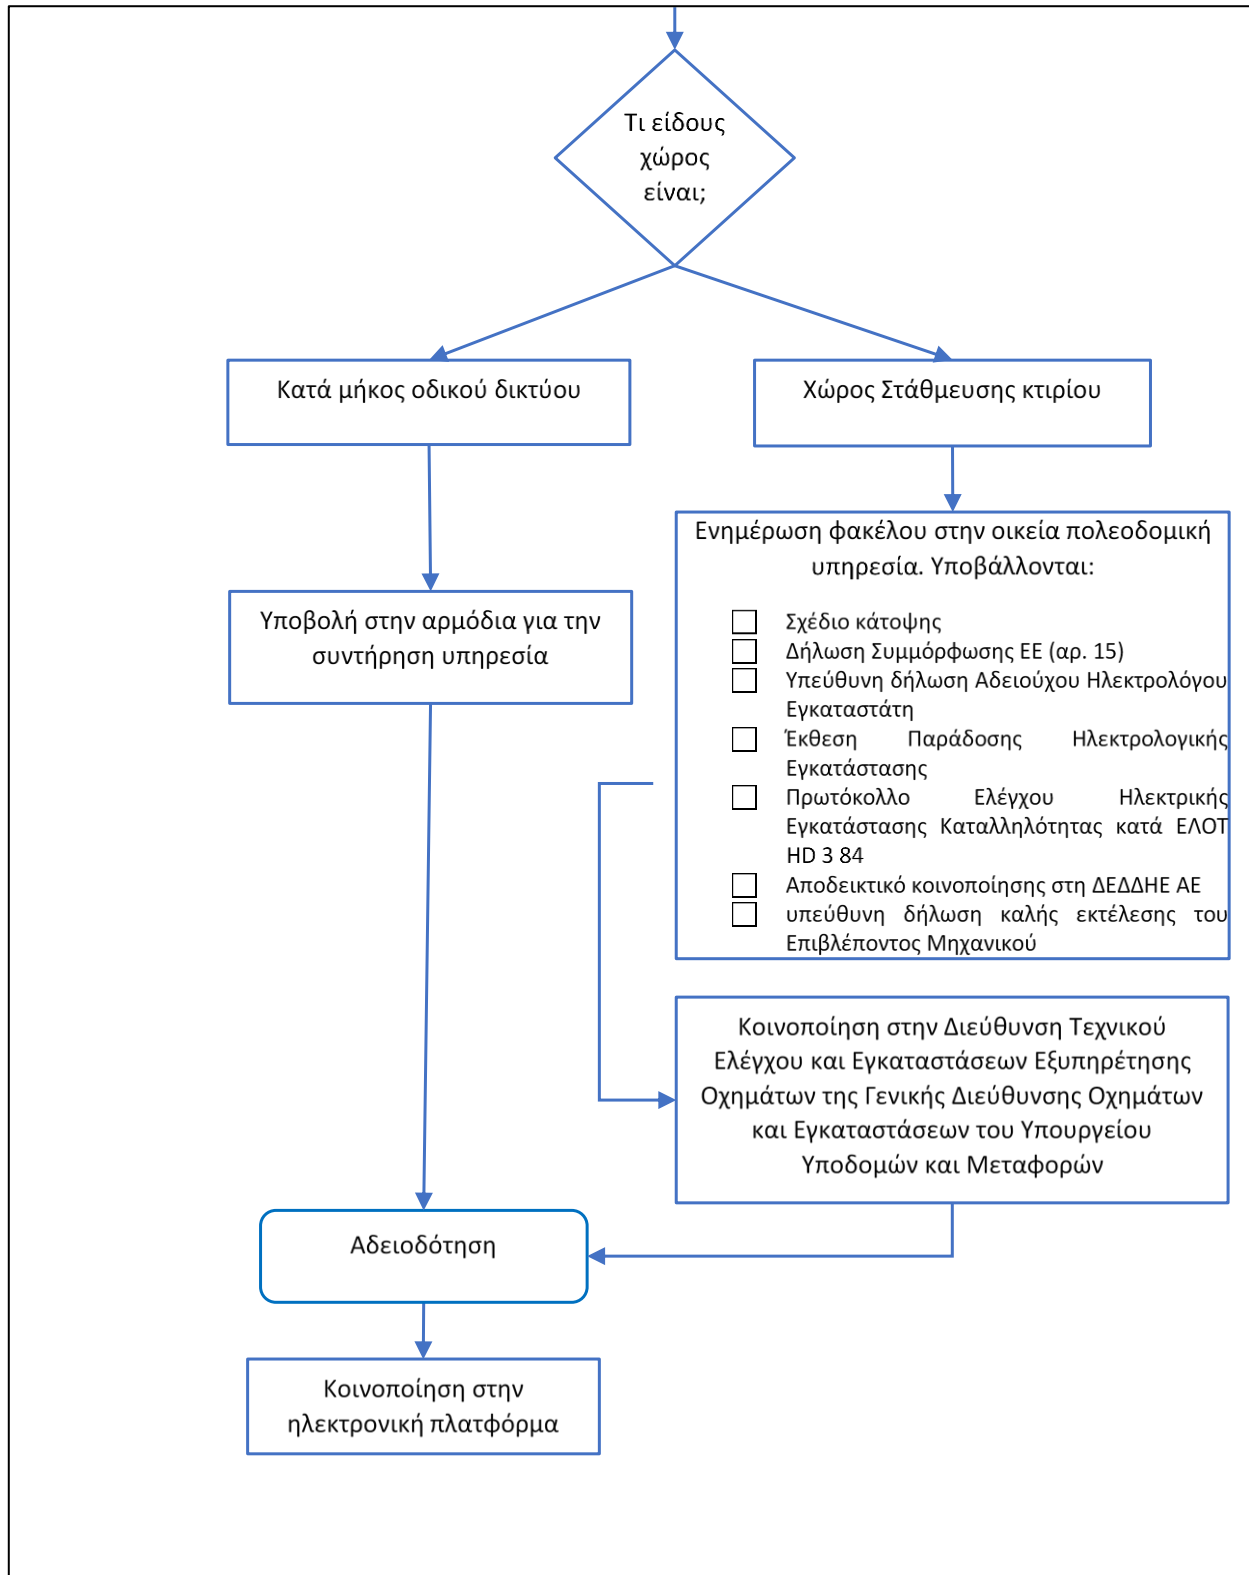 Τι είδους
χώρος
είναι;
Κατά μήκος οδικού δικτύου
Χώρος Στάθμευσης κτιρίου
Υποβολή στην αρμόδια για την
συντήρηση υπηρεσία
Ενημέρωση φακέλου στην οικεία πολεοδομική
υπηρεσία. Υποβάλλονται:
Σχέδιο κάτοψης
Δήλωση Συμμόρφωσης ΕΕ (αρ. 15)
Υπεύθυνη δήλωση Αδειούχου Ηλεκτρολόγου
Εγκαταστάτη
Έκθεση Παράδοσης Ηλεκτρολογικής
Εγκατάστασης
Πρωτόκολλο Ελέγχου Ηλεκτρικής
Εγκατάστασης Καταλληλότητας κατά ΕΛΟΤ
HD 3 84
Αποδεικτικό κοινοποίησης στη ΔΕΔΔΗΕ ΑΕ
υπεύθυνη δήλωση καλής εκτέλεσης του
Επιβλέποντος Μηχανικού
Κοινοποίηση στην Διεύθυνση Τεχνικού
Ελέγχου και Εγκαταστάσεων Εξυπηρέτησης
Οχημάτων της Γενικής Διεύθυνσης Οχημάτων
και Εγκαταστάσεων του Υπουργείου
Υποδομών και Μεταφορών
Αδειοδότηση
Κοινοποίηση στην
ηλεκτρονική πλατφόρμα